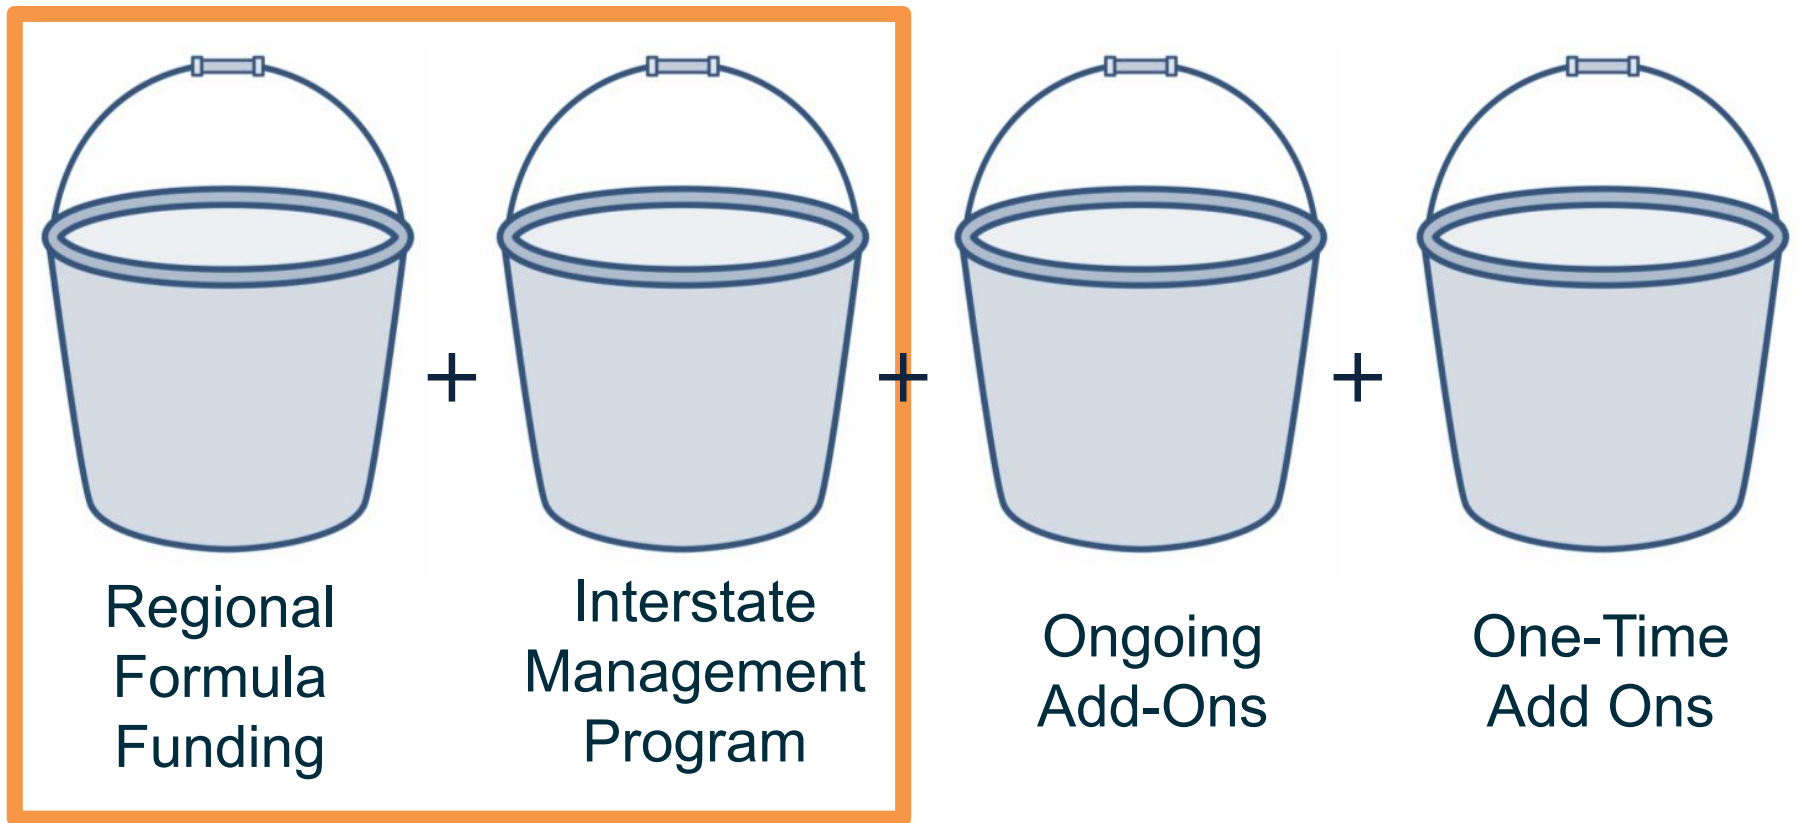 +
+
+
Regional
Formula
Funding
Interstate
Management
Program
Ongoing
Add-Ons
One-Time
Add Ons